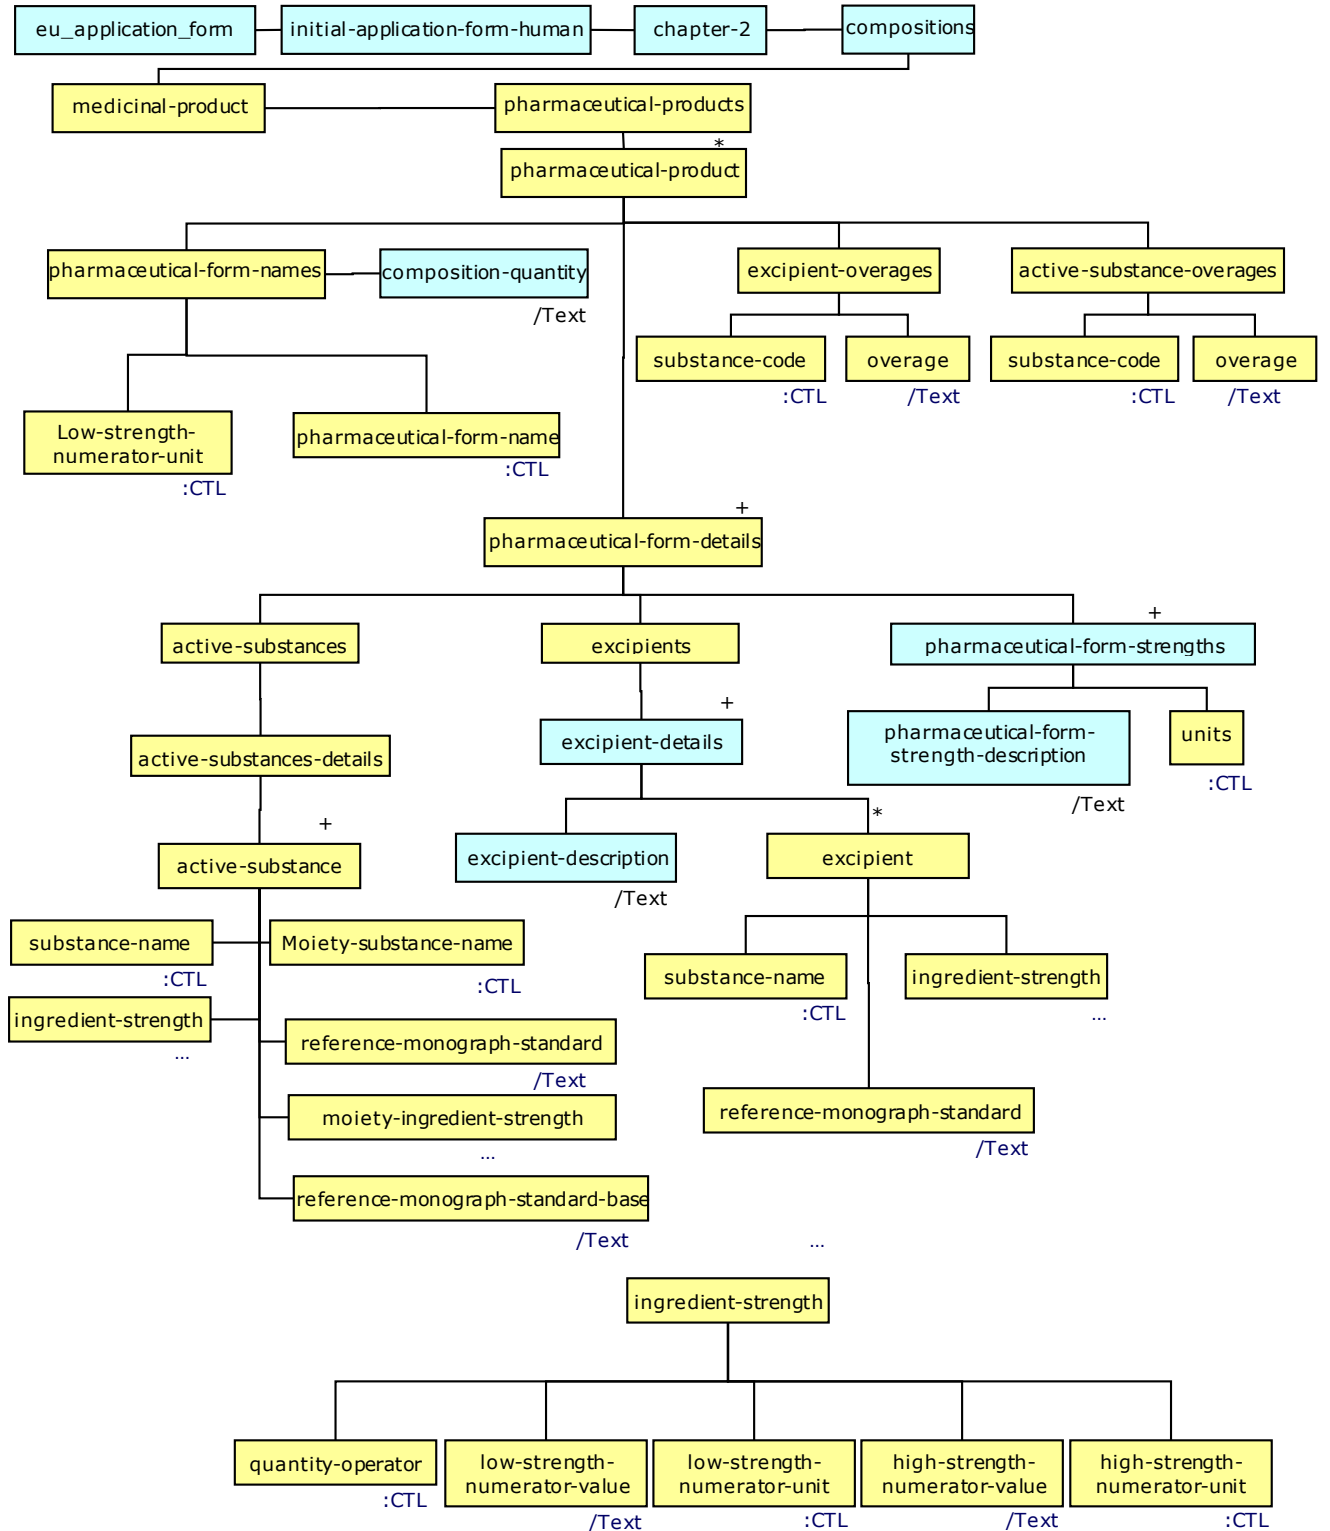 eu_application_form
initial-application-form-human
chapter-2
compositions
medicinal-product
pharmaceutical-products
*
pharmaceutical-product
pharmaceutical-form-names
composition-quantity
/Text
excipient-overages
active-substance-overages
substance-code
:CTL
overage
/Text
substance-code
:CTL
overage
/Text
Low-strength-
numerator-unit
:CTL
pharmaceutical-form-name
:CTL
+
pharmaceutical-form-details
active-substances
excipients
+
pharmaceutical-form-strengths
active-substances-details
+
excipient-details
pharmaceutical-form-
strength-description
/Text
units
:CTL
+
active-substance
excipient-description
/Text
*
excipient
substance-name
:CTL
Moiety-substance-name
:CTL
substance-name
:CTL
ingredient-strength
...
ingredient-strength
...
reference-monograph-standard
/Text
moiety-ingredient-strength
...
reference-monograph-standard
/Text
reference-monograph-standard-base
/Text
...
ingredient-strength
quantity-operator
:CTL
low-strength-
numerator-value
/Text
low-strength-
numerator-unit
:CTL
high-strength-
numerator-value
/Text
high-strength-
numerator-unit
:CTL